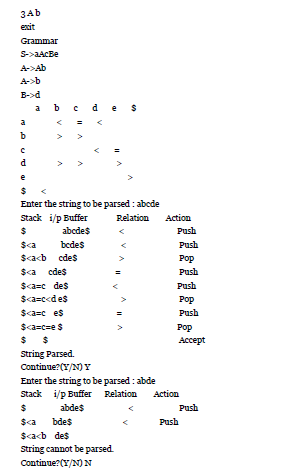 3 A b
exit
Grammar
S->aAcBe
A->Ab
A->b
B->d
a b c d e $
a < = <
b > >
c < =
d > > >
e >
$ <
Enter the string to be parsed : abcde
Stack i/p Buffer Relation Action
$ abcde$ < Push
$<a bcde$ < Push
$<a<b cde$ > Pop
$<a cde$ = Push
$<a=c de$ < Push
$<a=c<d e$ > Pop
$<a=c e$ = Push
$<a=c=e $ > Pop
$ $ Accept
String Parsed.
Continue?(Y/N) Y
Enter the string to be parsed : abde
Stack i/p Buffer Relation Action
$ abde$ < Push
$<a bde$ < Push
$<a<b de$
String cannot be parsed.
Continue?(Y/N) N